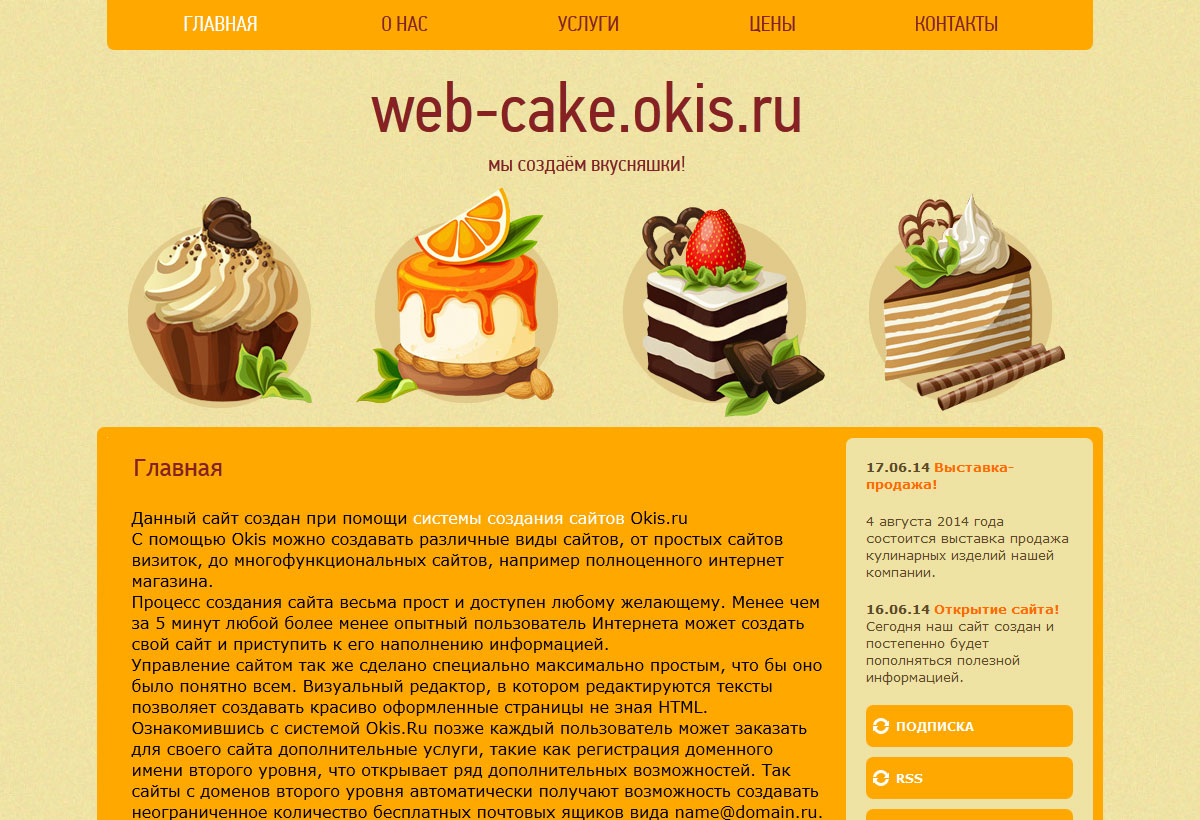 ГЛАВНАЯ О НАС УСЛУГИ ЦЕНЫ КОНТАКТЫ
web-cake.okis.ru
мы создаём вкусняшки!
Главная
Данный сайт создан при помощи системы создания сайтов Okis.ru
С помощью Okis можно создавать различные виды сайтов, от простых сайтов
визиток, до многофункциональных сайтов, например полноценного интернет
магазина.
Процесс создания сайта весьма прост и доступен любому желающему. Менее чем
за 5 минут любой более менее опытный пользователь Интернета может создать
свой сайт и приступить к его наполнению информацией.
Управление сайтом так же сделано специально максимально простым, что бы оно
было понятно всем. Визуальный редактор, в котором редактируются тексты
позволяет создавать красиво оформленные страницы не зная HTML.
Ознакомившись с системой Okis.Ru позже каждый пользователь может заказать
для своего сайта дополнительные услуги, такие как регистрация доменного
имени второго уровня, что открывает ряд дополнительных возможностей. Так
сайты с доменов второго уровня автоматически получают возможность создавать
неограниченное количество бесплатных почтовых ящиков вида name@domain.ru.
17.06.14 Выставка-
продажа!
4 августа 2014 года
состоится выставка продажа
кулинарных изделий нашей
компании.
16.06.14 Открытие сайта!
Сегодня наш сайт создан и
постепенно будет
пополняться полезной
информацией.
ПОДПИСКА
RSS